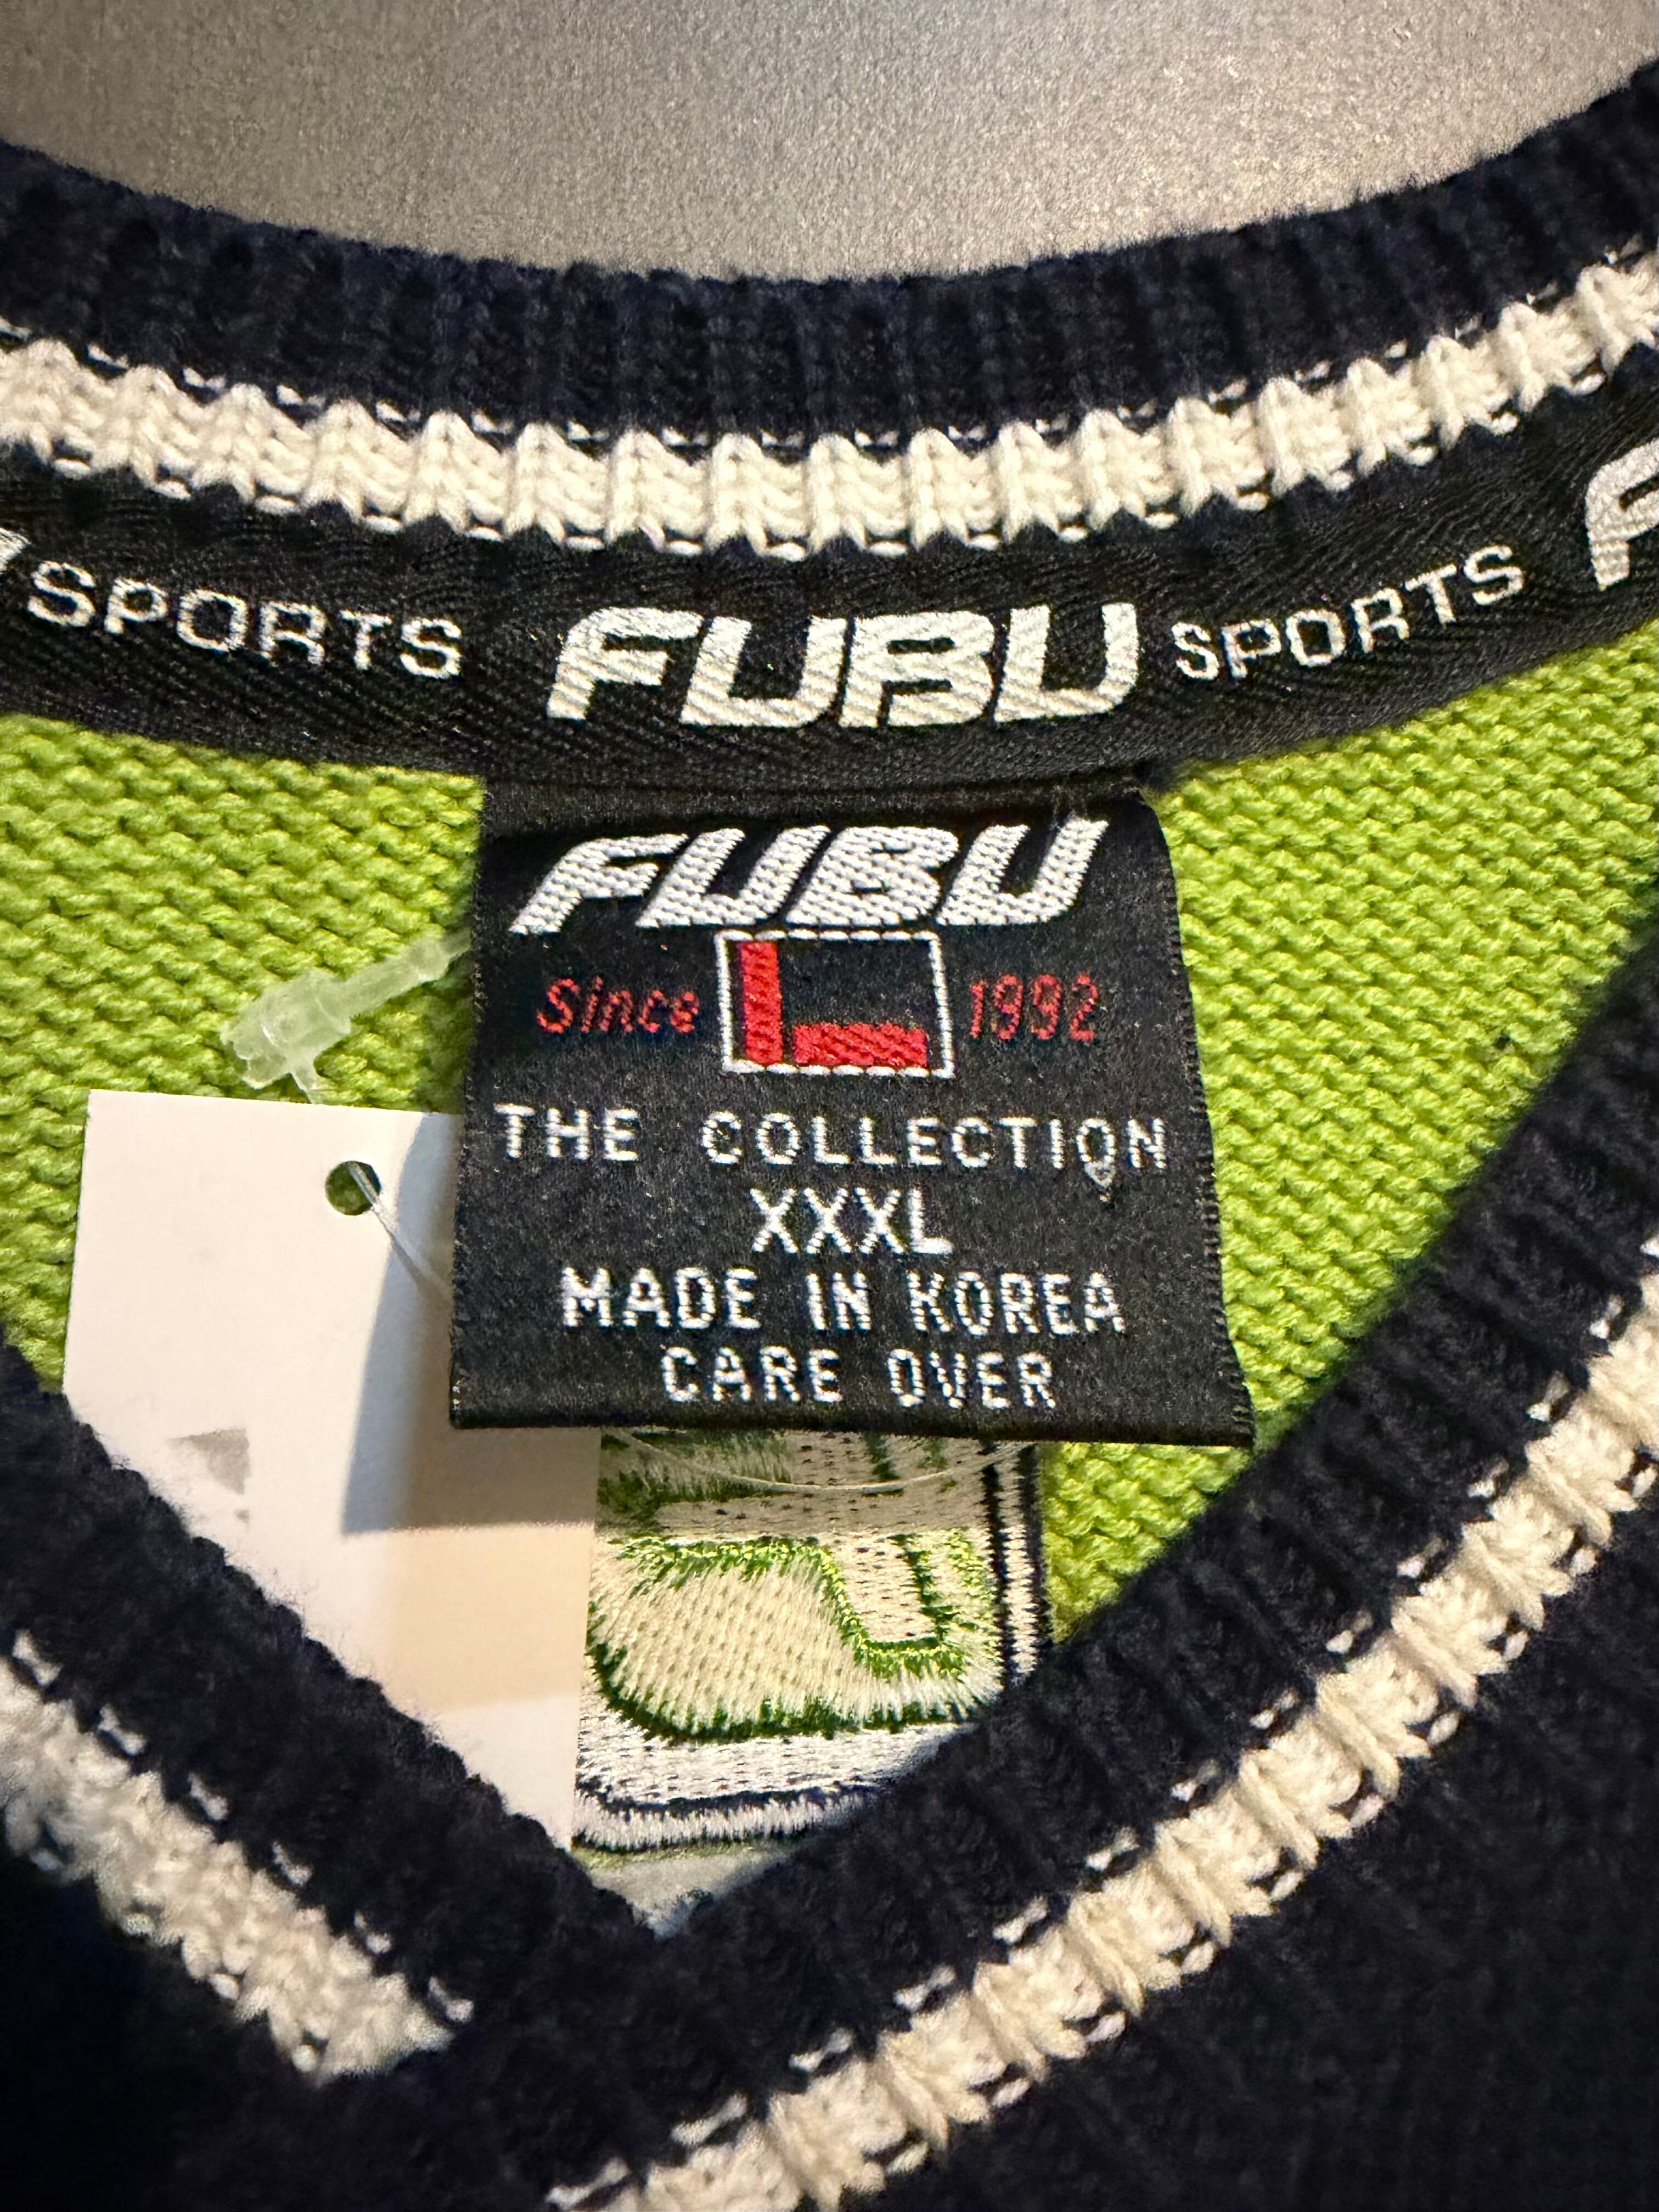 SPORTS FUBU SPORTS F
FUBU
Since 1992
THE COLLECTION
XXXL
MADE IN KOREA
CARE OVER